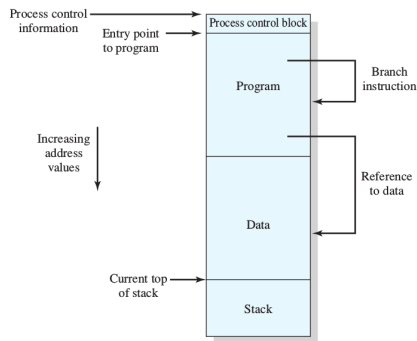 Process control
information
Process control block
Entry point
to program
Program
Branch
instruction
Increasing
address
values
Reference
to data
Data
Current top
of stack
Stack